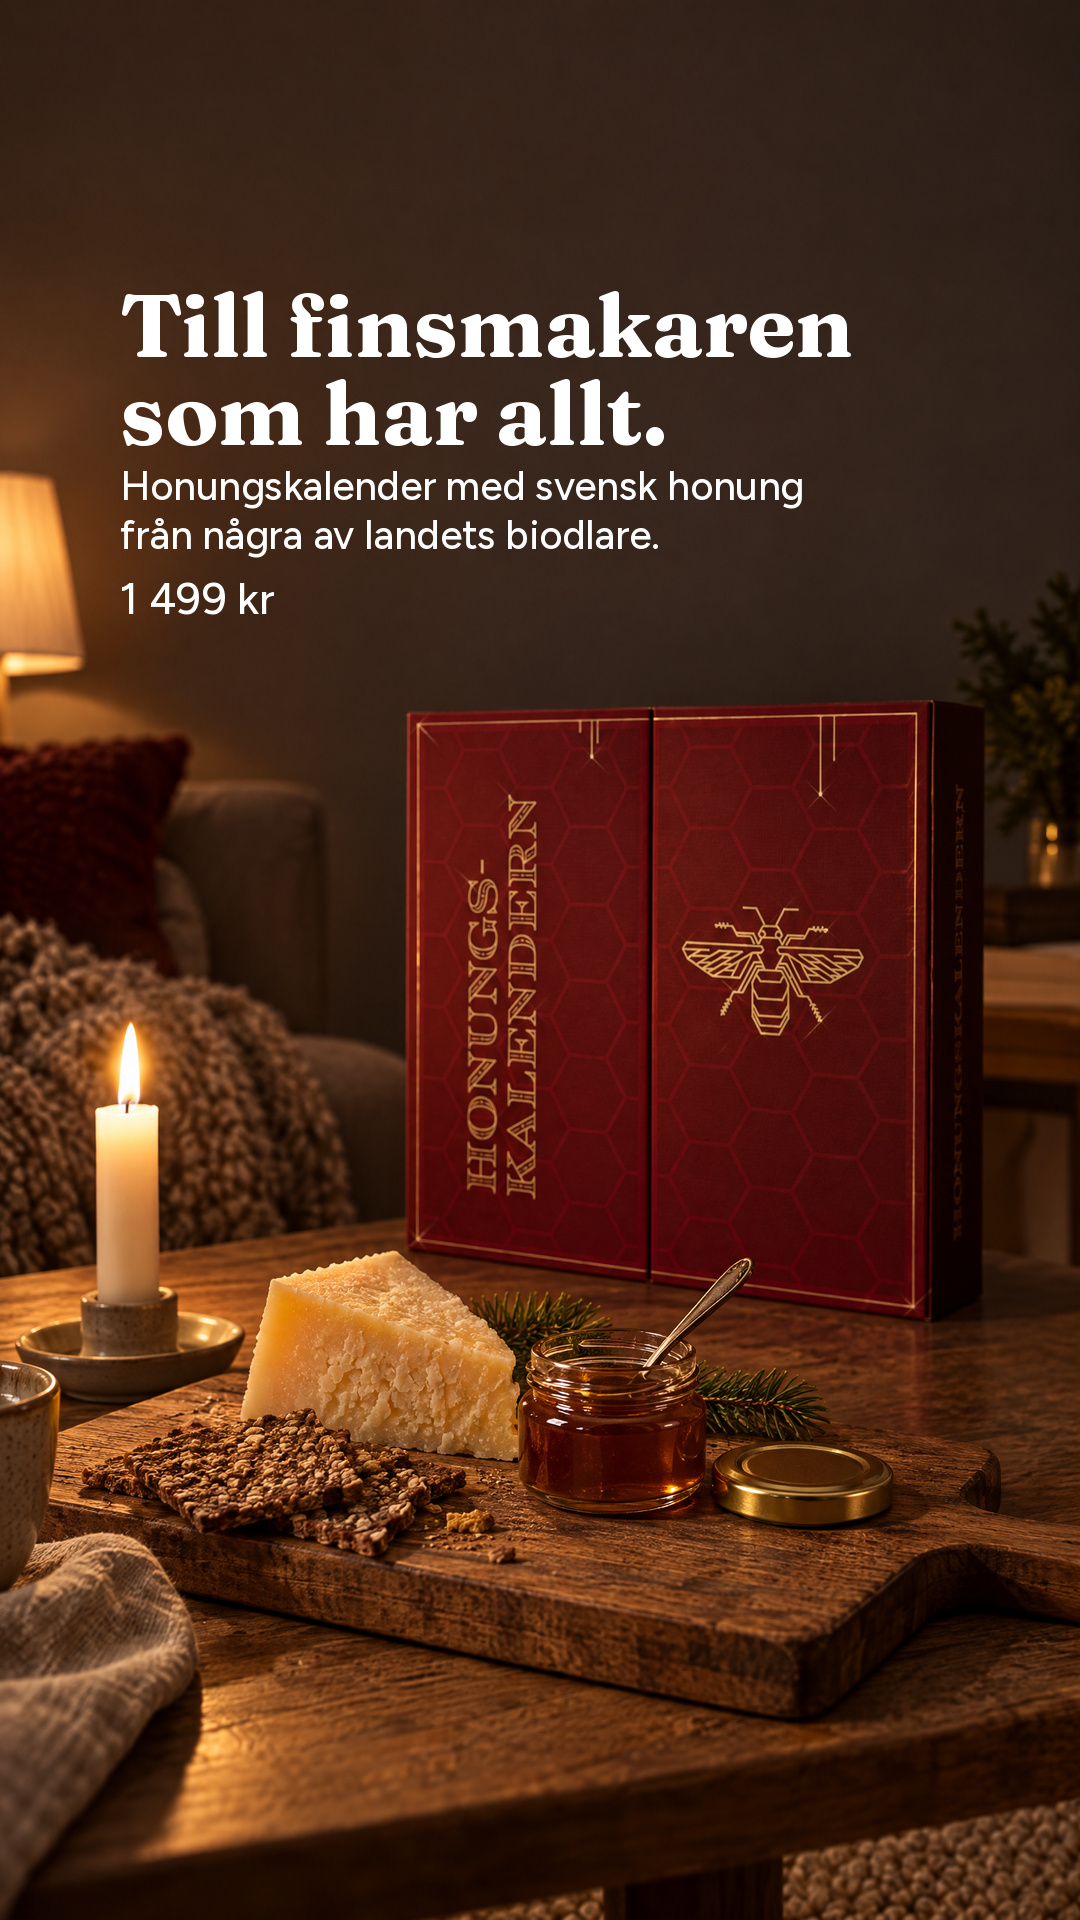 Till finsmakaren
som har allt.
Honungskalender med svensk honung
från några av landets biodlare.
1 499 kr
HONUNGS-
KALENDERN
HONUNGSKALENDERN